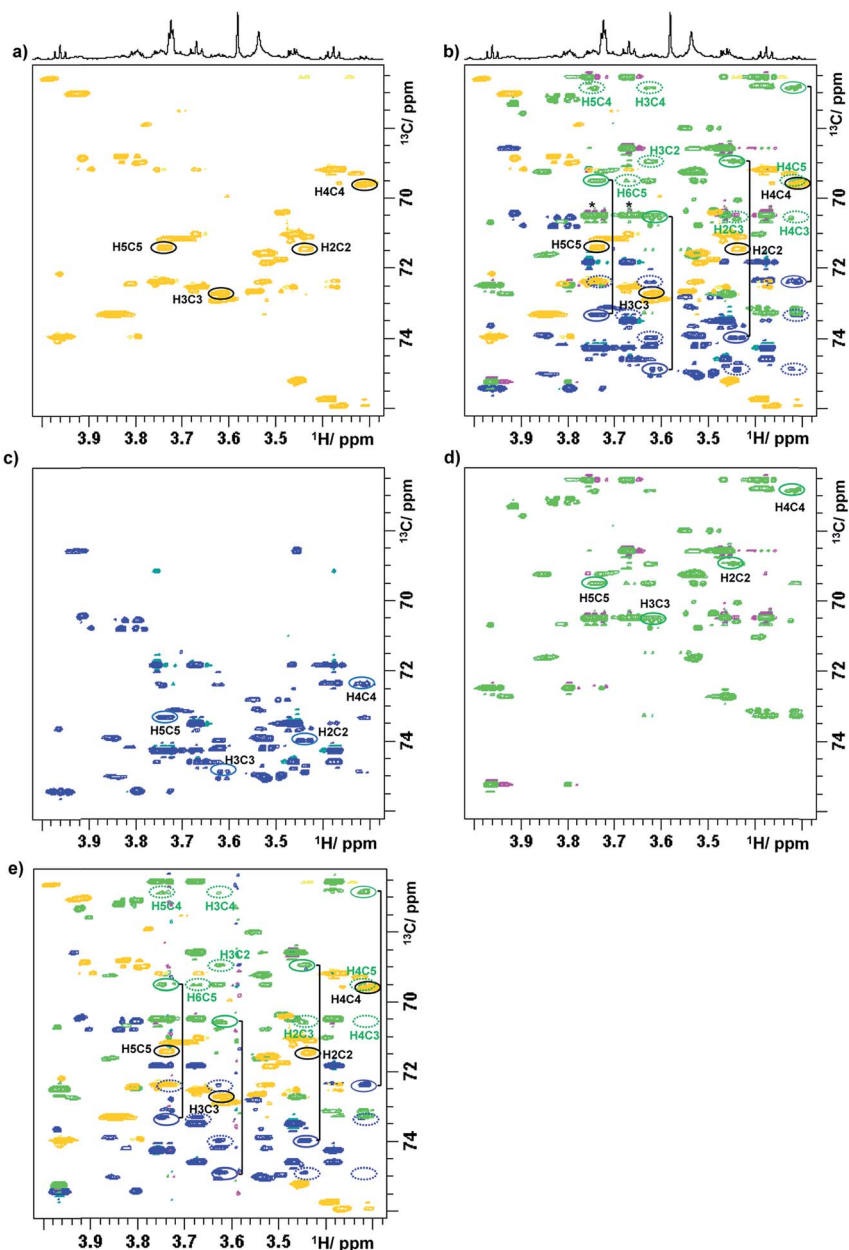 a)
¹³C/ ppm
70
72
74
H4C4
H5C5
H2C2
H3C3
3.9 3.8 3.7 3.6 3.5
¹H/ ppm
b)
¹³C/ ppm
70
72
74
H5C4
H3C4
H3C2
H4C5
H6C5
H4C4
* *
H2C3
H4C3
H5C5
H2C2
H3C3
3.9 3.8 3.7 3.6 3.5
¹H/ ppm
c)
¹³C/ ppm
70
72
74
H4C4
H5C5
H2C2
H3C3
3.9 3.8 3.7 3.6 3.5
¹H/ ppm
d)
¹³C/ ppm
70
72
74
H4C4
H2C2
H5C5
H3C3
3.9 3.8 3.7 3.6 3.5
¹H/ ppm
e)
¹³C/ ppm
70
72
74
H5C4
H3C4
H3C2
H4C5
H6C5
H4C4
H2C3
H4C3
H5C5
H2C2
H3C3
3.9 3.8 3.7 3.6 3.5
¹H/ ppm